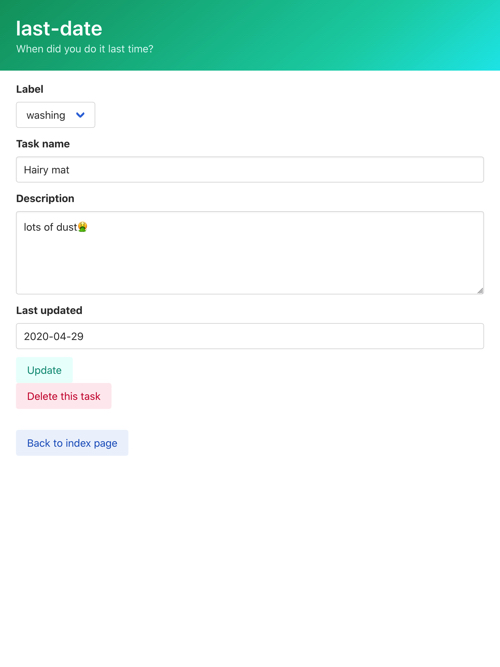 last-date
When did you do it last time?
Label
washing
Task name
Hairy mat
Description
lots of dust🤮
Last updated
2020-04-29
Update
Delete this task
Back to index page